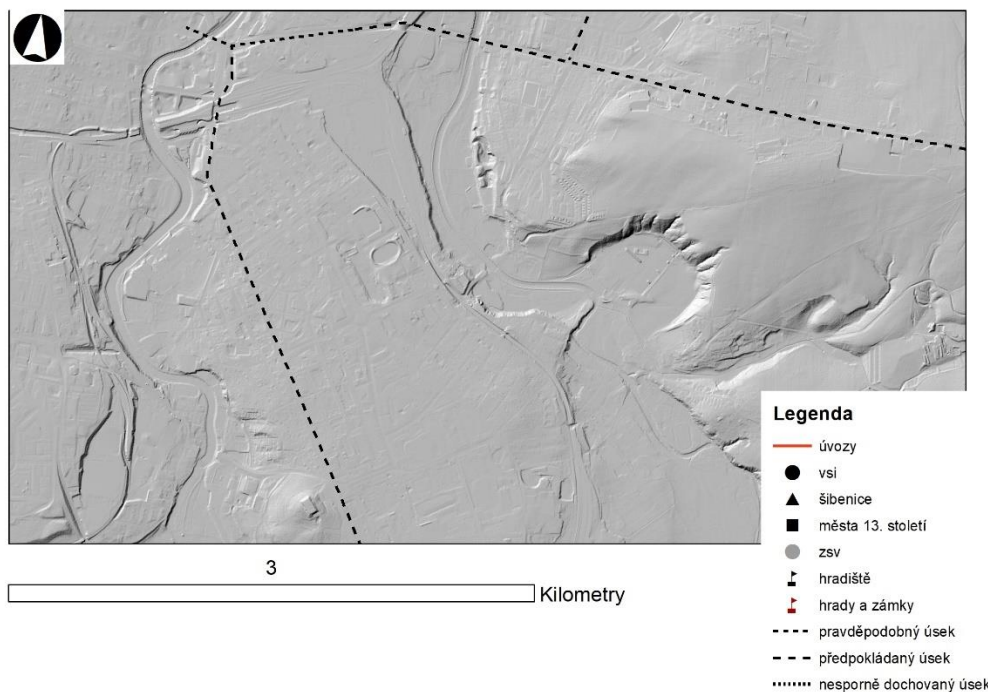 3
Kilometry
Legenda
úvozy
vsi
šibenice
města 13. století
zsv
hradiště
hrady a zámky
pravděpodobný úsek
předpokládaný úsek
nesporně dochovaný úsek